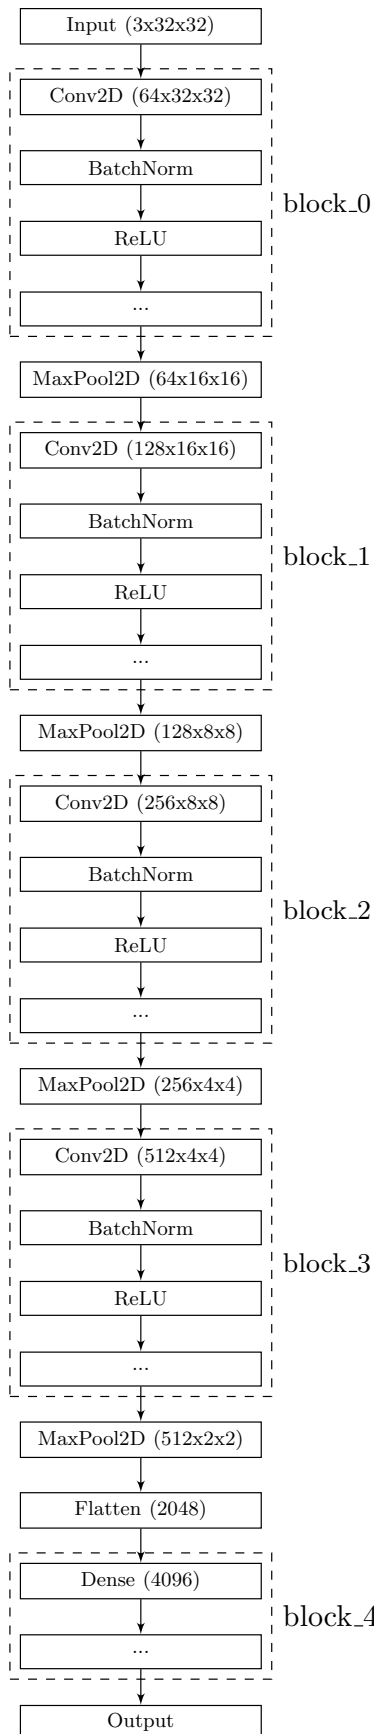 Input (3x32x32)
Conv2D (64x32x32)
BatchNorm
block_0
ReLU
...
MaxPool2D (64x16x16)
Conv2D (128x16x16)
BatchNorm
block_1
ReLU
...
MaxPool2D (128x8x8)
Conv2D (256x8x8)
BatchNorm
block_2
ReLU
...
MaxPool2D (256x4x4)
Conv2D (512x4x4)
BatchNorm
block_3
ReLU
...
MaxPool2D (512x2x2)
Flatten (2048)
Dense (4096)
block_4
...
Output